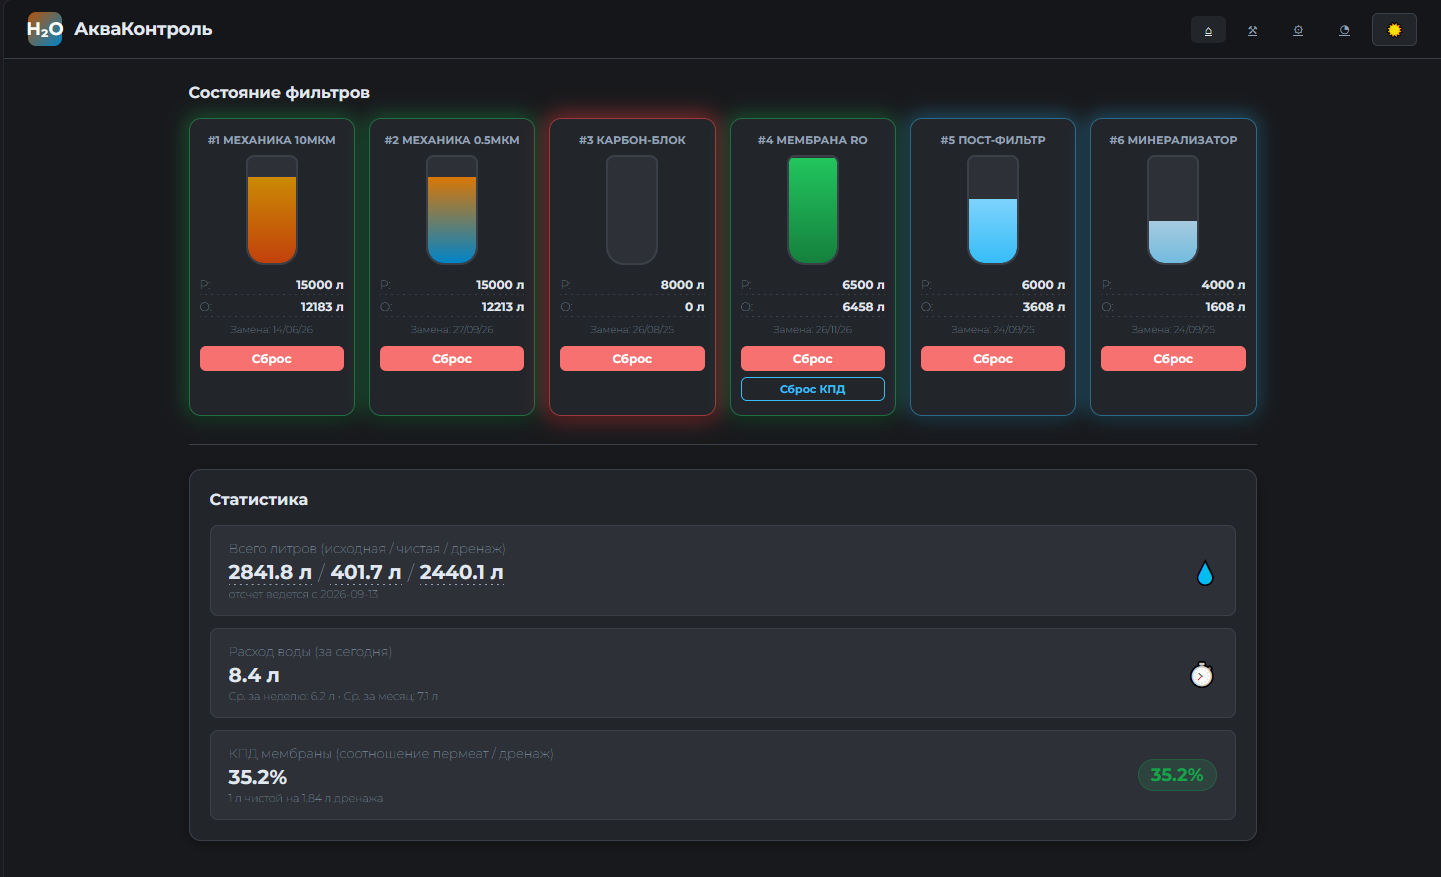 H₂O АкваКонтроль
Состояние фильтров
#1 МЕХАНИКА 10МКМ
Р: 15000 л
О: 12183 л
Замена: 14/06/26
Сброс
#2 МЕХАНИКА 0.5МКМ
Р: 15000 л
О: 12213 л
Замена: 27/09/26
Сброс
#3 КАРБОН-БЛОК
Р: 8000 л
О: 0 л
Замена: 26/08/25
Сброс
#4 МЕМБРАНА RO
Р: 6500 л
О: 6458 л
Замена: 26/11/26
Сброс
Сброс КПД
#5 ПОСТ-ФИЛЬТР
Р: 6000 л
О: 3608 л
Замена: 24/09/25
Сброс
#6 МИНЕРАЛИЗАТОР
Р: 4000 л
О: 1608 л
Замена: 24/09/25
Сброс
Статистика
Всего литров (исходная / чистая / дренаж)
2841.8 л / 401.7 л / 2440.1 л
отсчет ведется с 2026-09-13
Расход воды (за сегодня)
8.4 л
Ср. за неделю: 6.2 л • Ср. за месяц: 7.1 л
КПД мембраны (соотношение пермеат / дренаж)
35.2%
1 л чистой на 1.84 л дренажа
35.2%